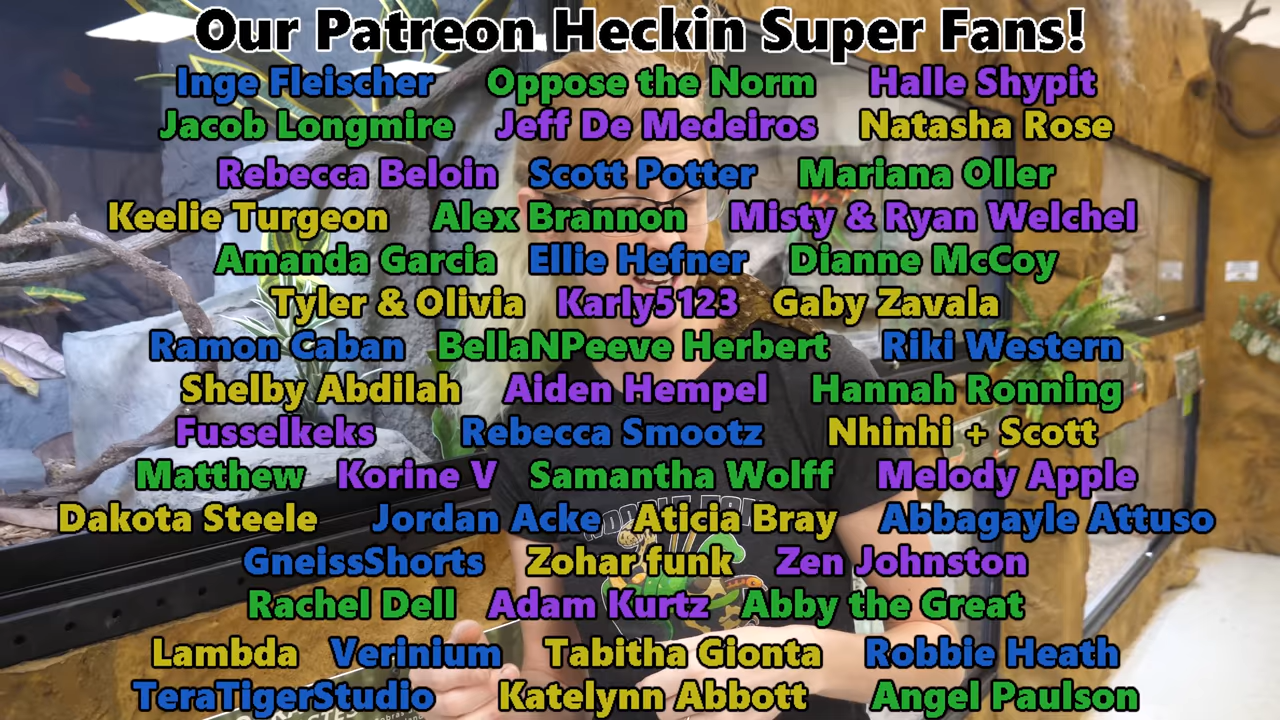 Our Patreon Heckin Super Fans!
Inge Fleischer Oppose the Norm Halle Shypit
Jacob Longmire Jeff De Medeiros Natasha Rose
Rebecca Beloin Scott Potter Mariana Oller
Keelie Turgeon Alex Brannon Misty & Ryan Welchel
Amanda Garcia Ellie Hefner Dianne McCoy
Tyler & Olivia Karly5123 Gaby Zavala
Ramon Caban BellaNPeeve Herbert Riki Western
Shelby Abdilah Aiden Hempel Hannah Ronning
Fusselkeks Rebecca Smootz Nhinhi + Scott
Matthew Korine V Samantha Wolff Melody Apple
Dakota Steele Jordan Acke Aticia Bray Abbagayle Attuso
GneissShorts Zohar funk Zen Johnston
Rachel Dell Adam Kurtz Abby the Great
Lambda Verinium Tabitha Gionta Robbie Heath
TeraTigerStudio Katelynn Abbott Angel Paulson